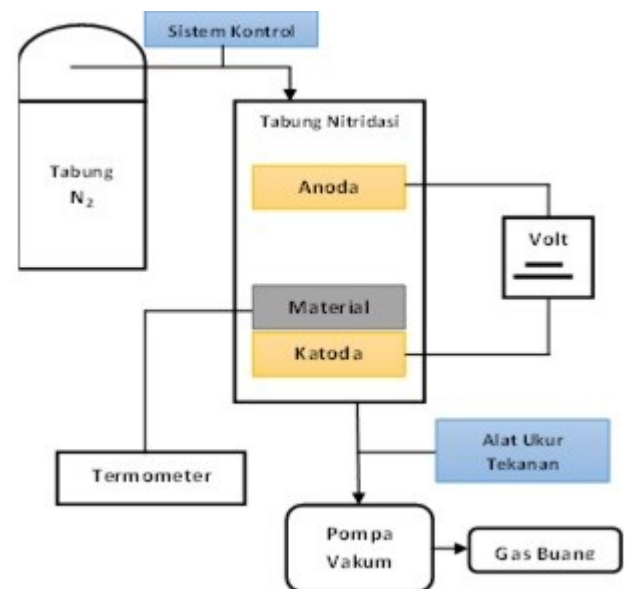 Sistem Kontrol
Tabung Nitridasi
Tabung
N₂
Anoda
Volt
Material
Katoda
Termometer
Alat Ukur
Tekanan
Pompa
Vakum
Gas Buang